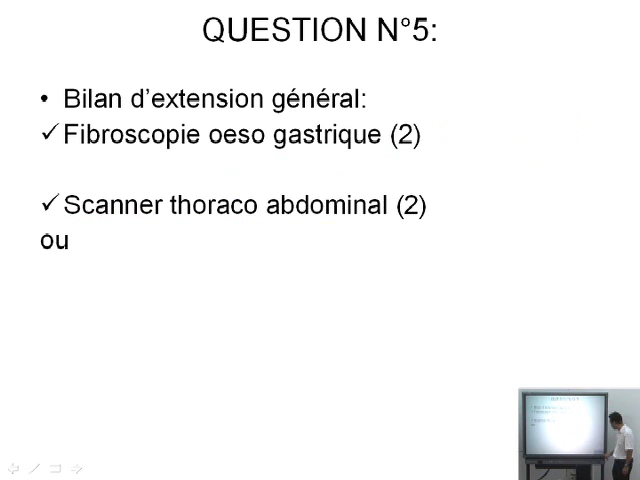 QUESTION N°5:
• Bilan d'extension général:
✓ Fibroscopie oeso gastrique (2)
✓ Scanner thoraco abdominal (2)
ou